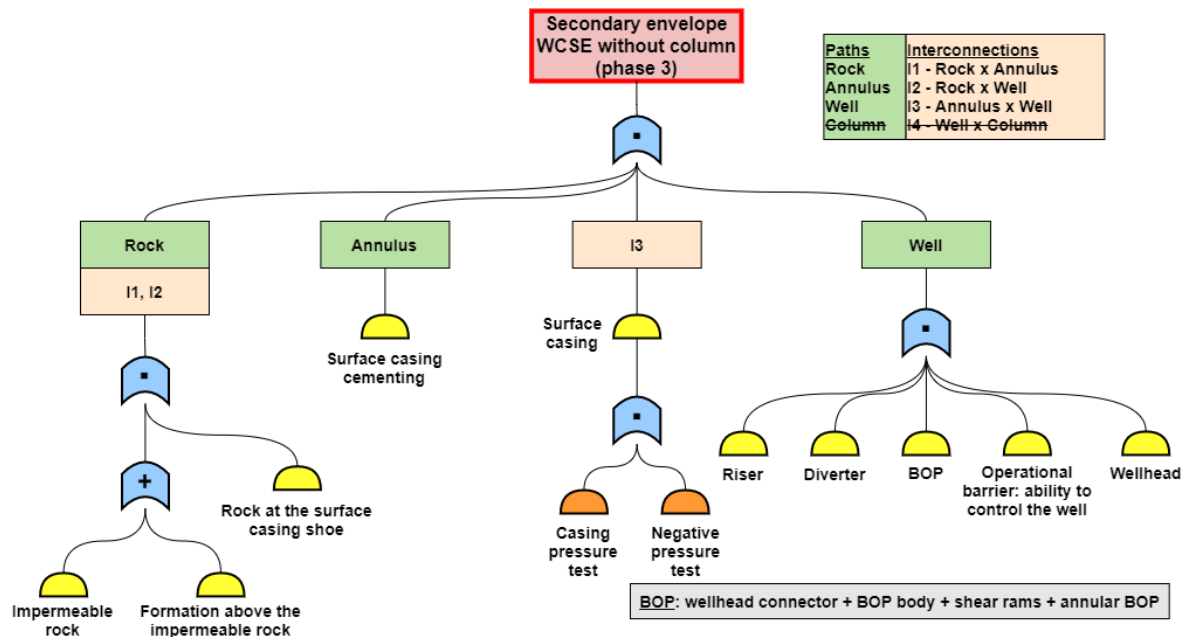 Secondary envelope
WCSE without column
(phase 3)
Paths Interconnections
Rock I1 - Rock x Annulus
Annulus I2 - Rock x Well
Well I3 - Annulus x Well
Column I4 - Well x Column
Rock
I1, I2
Annulus
I3
Well
Surface casing
cementing
Surface
casing
Riser
Diverter
BOP
Operational
barrier: ability to
control the well
Wellhead
+
Rock at the surface
casing shoe
Casing
pressure
test
Negative
pressure
test
Impermeable
rock
Formation above the
impermeable rock
BOP: wellhead connector + BOP body + shear rams + annular BOP